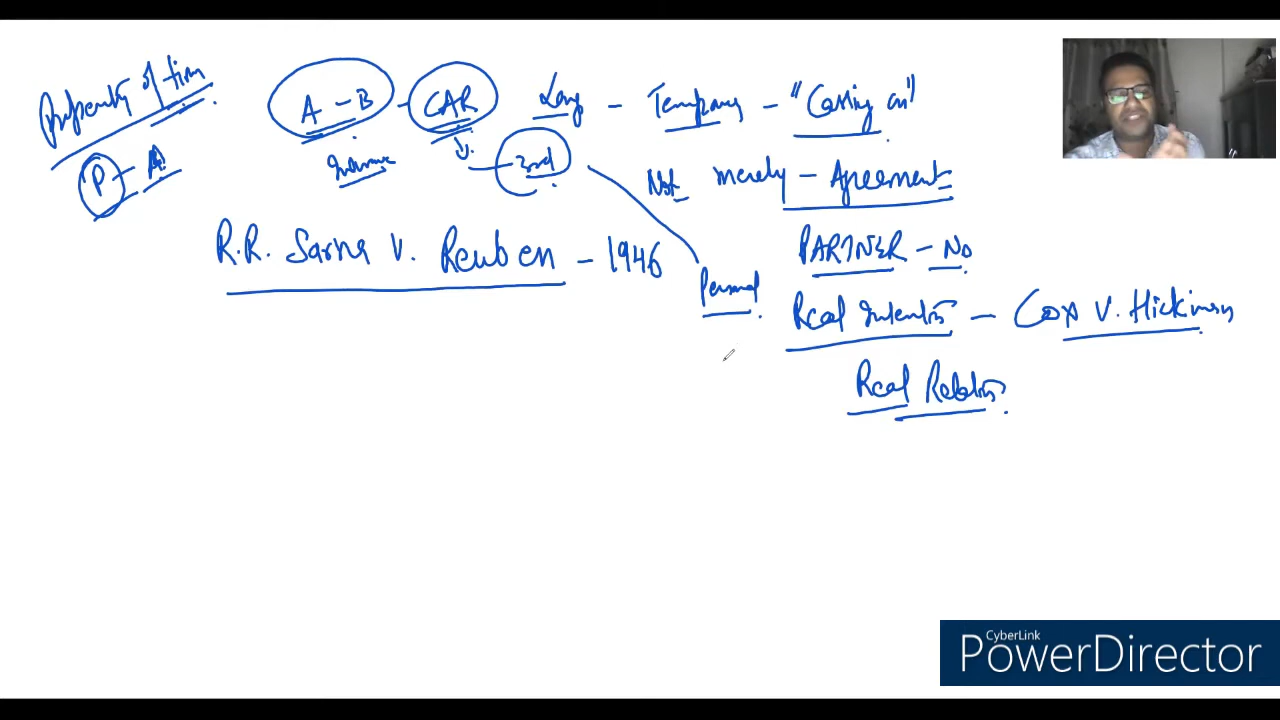 Property of firm
A - B - CAR
Long - Temporary - "Carrying on"
P - A
3rd
Not merely - Agreement
R.R. Sarna v. Reuben - 1946
PARTNER - No
Personal
Real Intention - Cox v. Hickman
Real Relation
CyberLink
PowerDirector